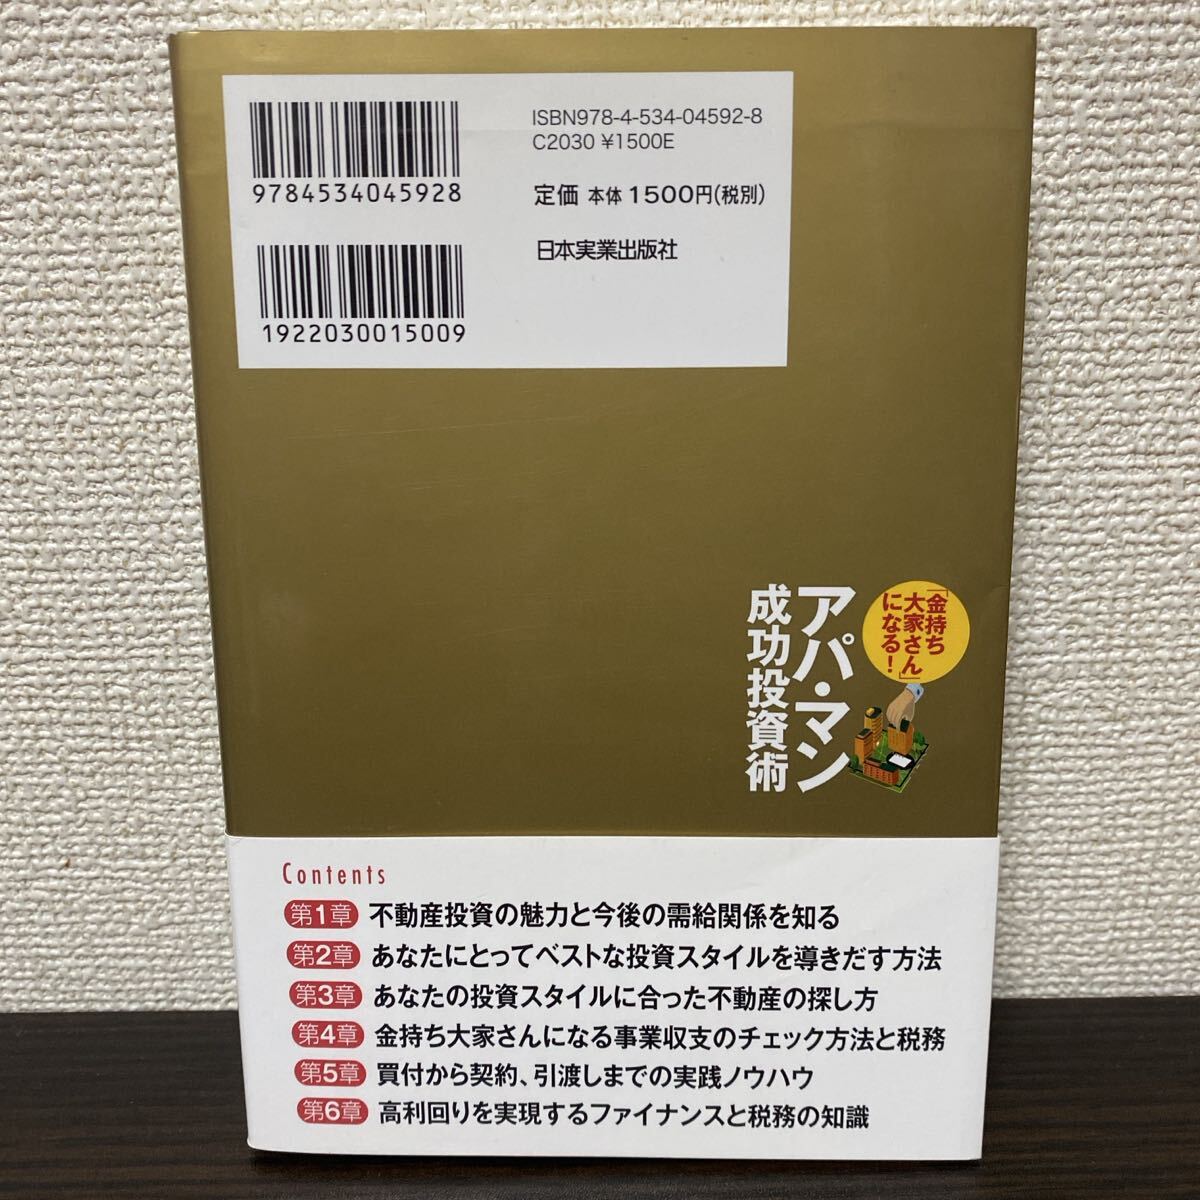 ISBN978-4-534-04592-8
C2030 ¥1500E
9784534045928
定価 本体1500円(税別)
日本実業出版社
1922030015009
「金持ち
大家さん」
になる!
アパ・マン
成功投資術
Contents
第1章 不動産投資の魅力と今後の需給関係を知る
第2章 あなたにとってベストな投資スタイルを導きだす方法
第3章 あなたの投資スタイルに合った不動産の探し方
第4章 金持ち大家さんになる事業収支のチェック方法と税務
第5章 買付から契約、引渡しまでの実践ノウハウ
第6章 高利回りを実現するファイナンスと税務の知識